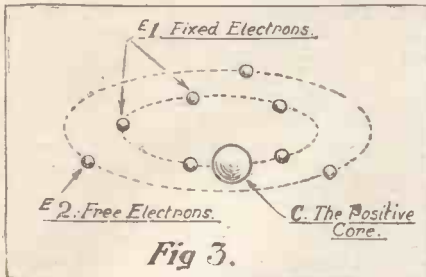 E1. Fixed Electrons.
E2. Free Electrons.
C. The Positive
Core.
Fig 3.